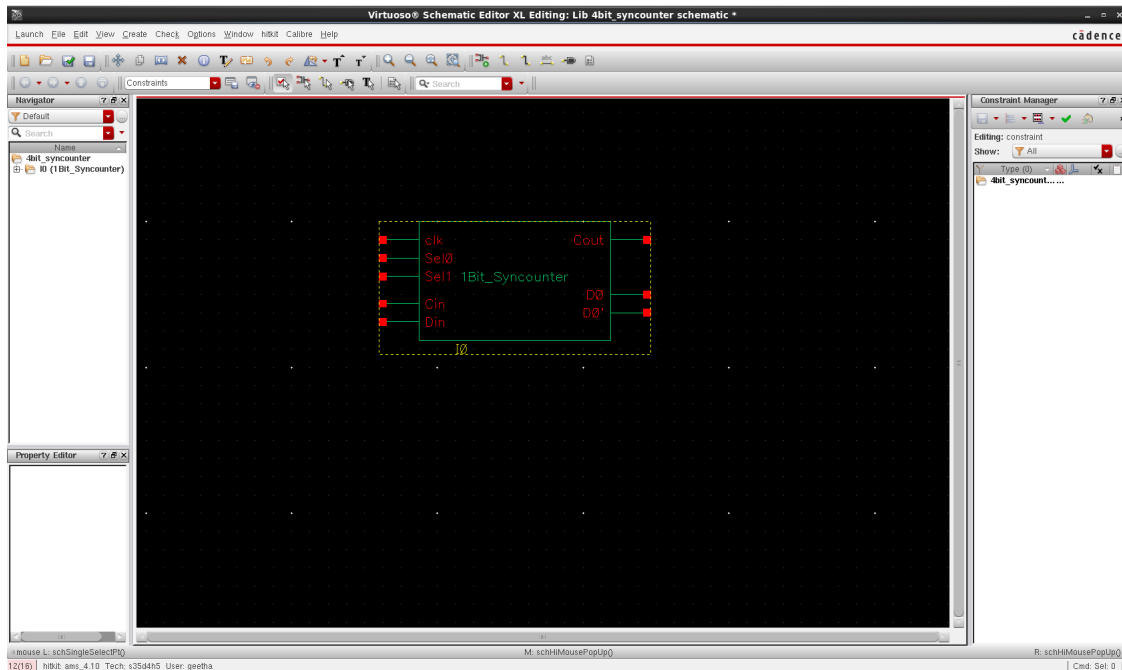 Virtuoso® Schematic Editor XL Editing: Lib 4bit_syncounter schematic *
Launch File Edit View Create Check Options Window hitkit Calibre Help
cādence
Constraints
Search
Navigator
Default
Search
Name
4bit_syncounter
I0 (1Bit_Syncounter)
Property Editor
clk
Cout
Sel0
Sel1 1Bit_Syncounter
D0
Cin
D0'
Din
I0
Constraint Manager
Editing: constraint
Show: All
Type (0)
4bit_syncount... ...
mouse L: schSingleSelectPt()
M: schHiMousePopUp()
R: schHiMousePopUp()
12(16) hitkit: ams_4.10 Tech: s35d4h5 User: geetha
Cmd: Sel: 0